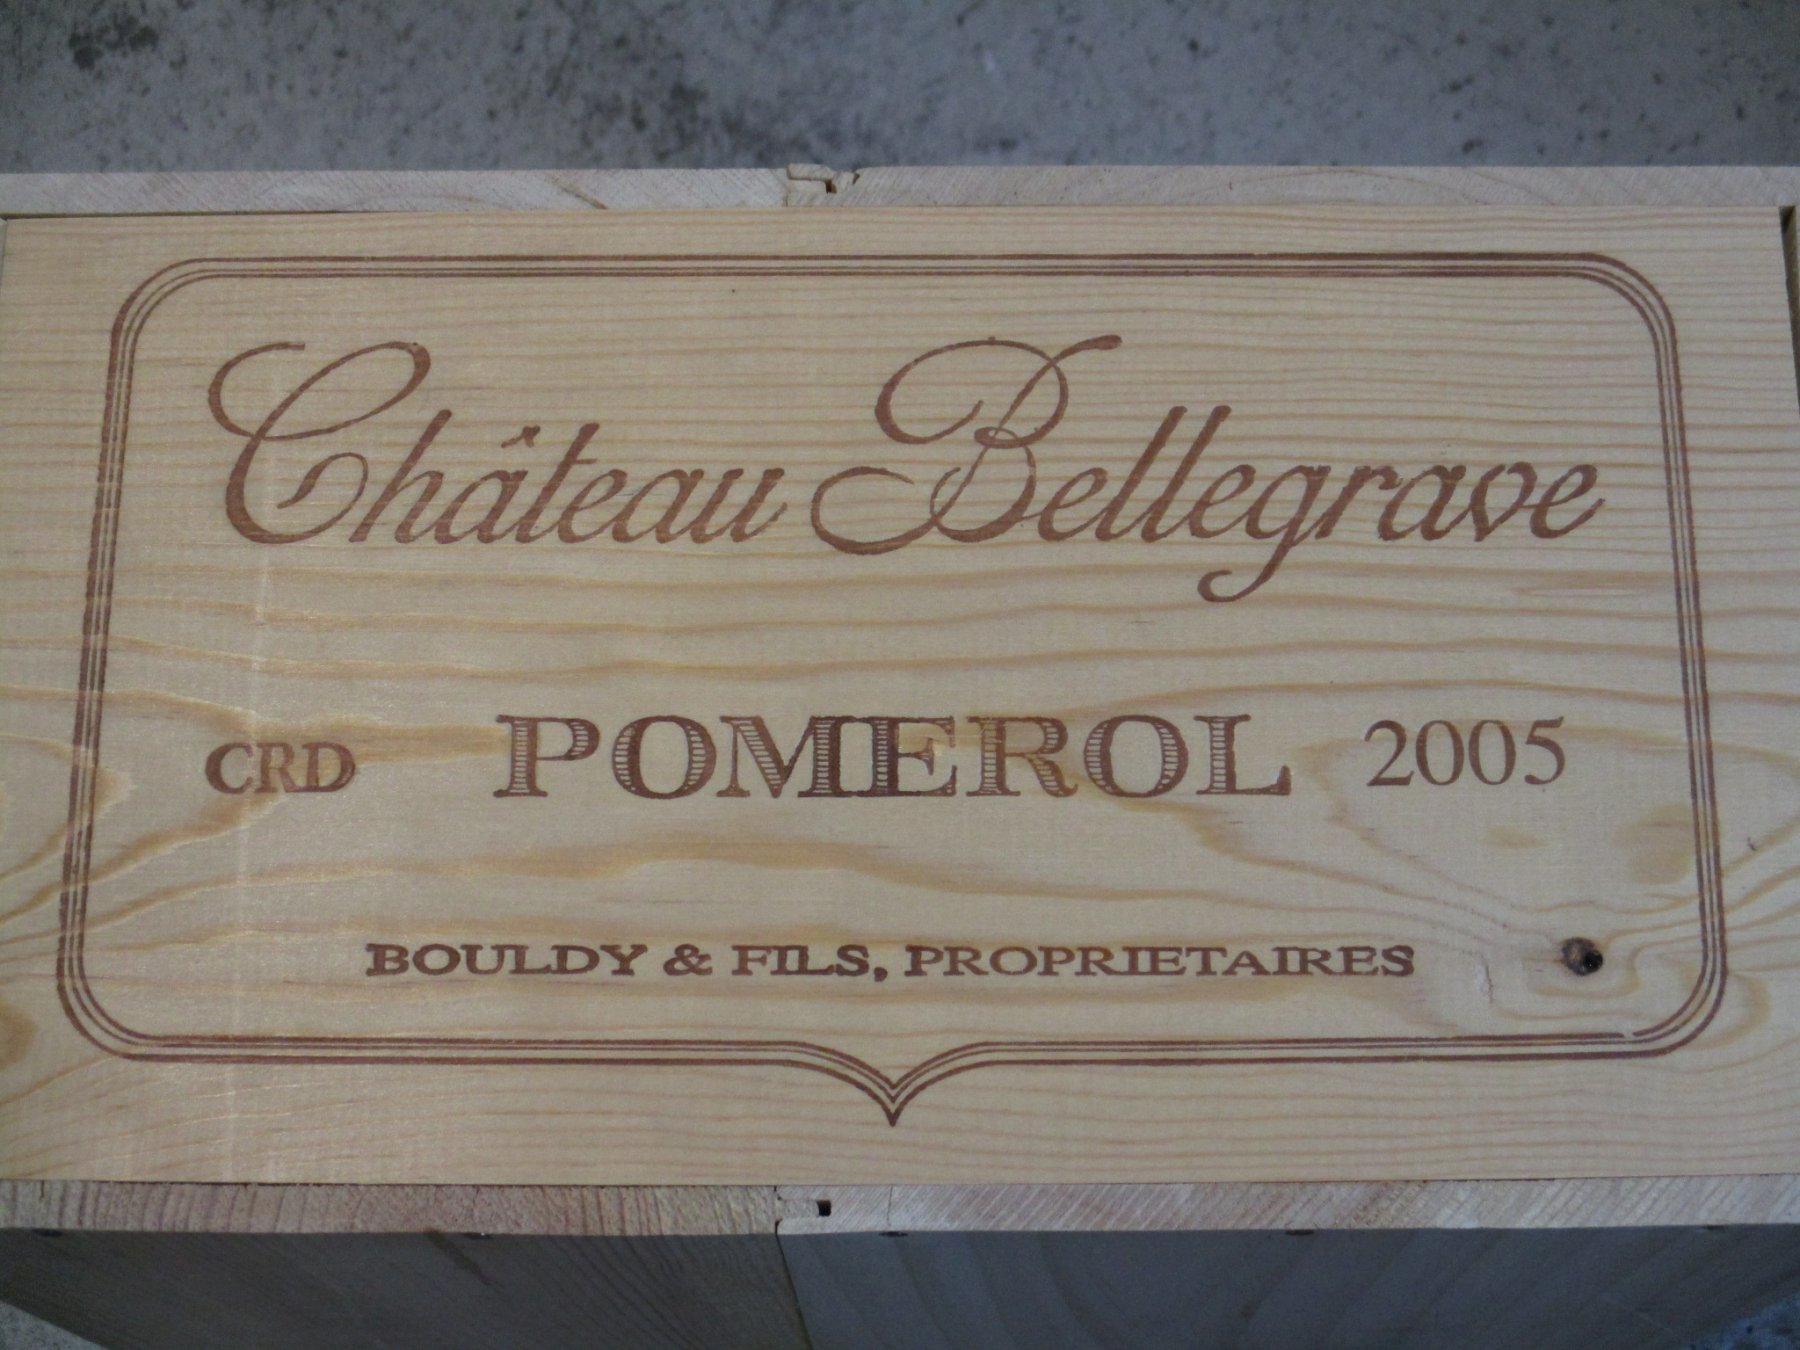 Château Bellegrave
CRD POMEROL 2005
BOULDY & FILS, PROPRIETAIRES